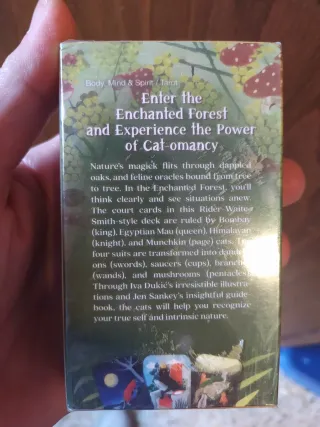 Body, Mind & Spirit / Tarot
Enter the
Enchanted Forest
and Experience the Power
of Cat-omancy
Nature's magick flits through dappled
oaks, and feline oracles bound from tree
to tree. In the Enchanted Forest, you'll
think clearly and see situations anew.
The court cards in this Rider-Waite-
Smith-style deck are ruled by Bombay
(king), Egyptian Mau (queen), Himalayan
(knight), and Munchkin (page) cats. The
four suits are transformed into dandeli-
ons (swords), saucers (cups), branches
(wands), and mushrooms (pentacles).
Through Iva Dukić's irresistible illustra-
tions and Jen Sankey's insightful guide-
book, the cats will help you recognize
your true self and intrinsic nature.